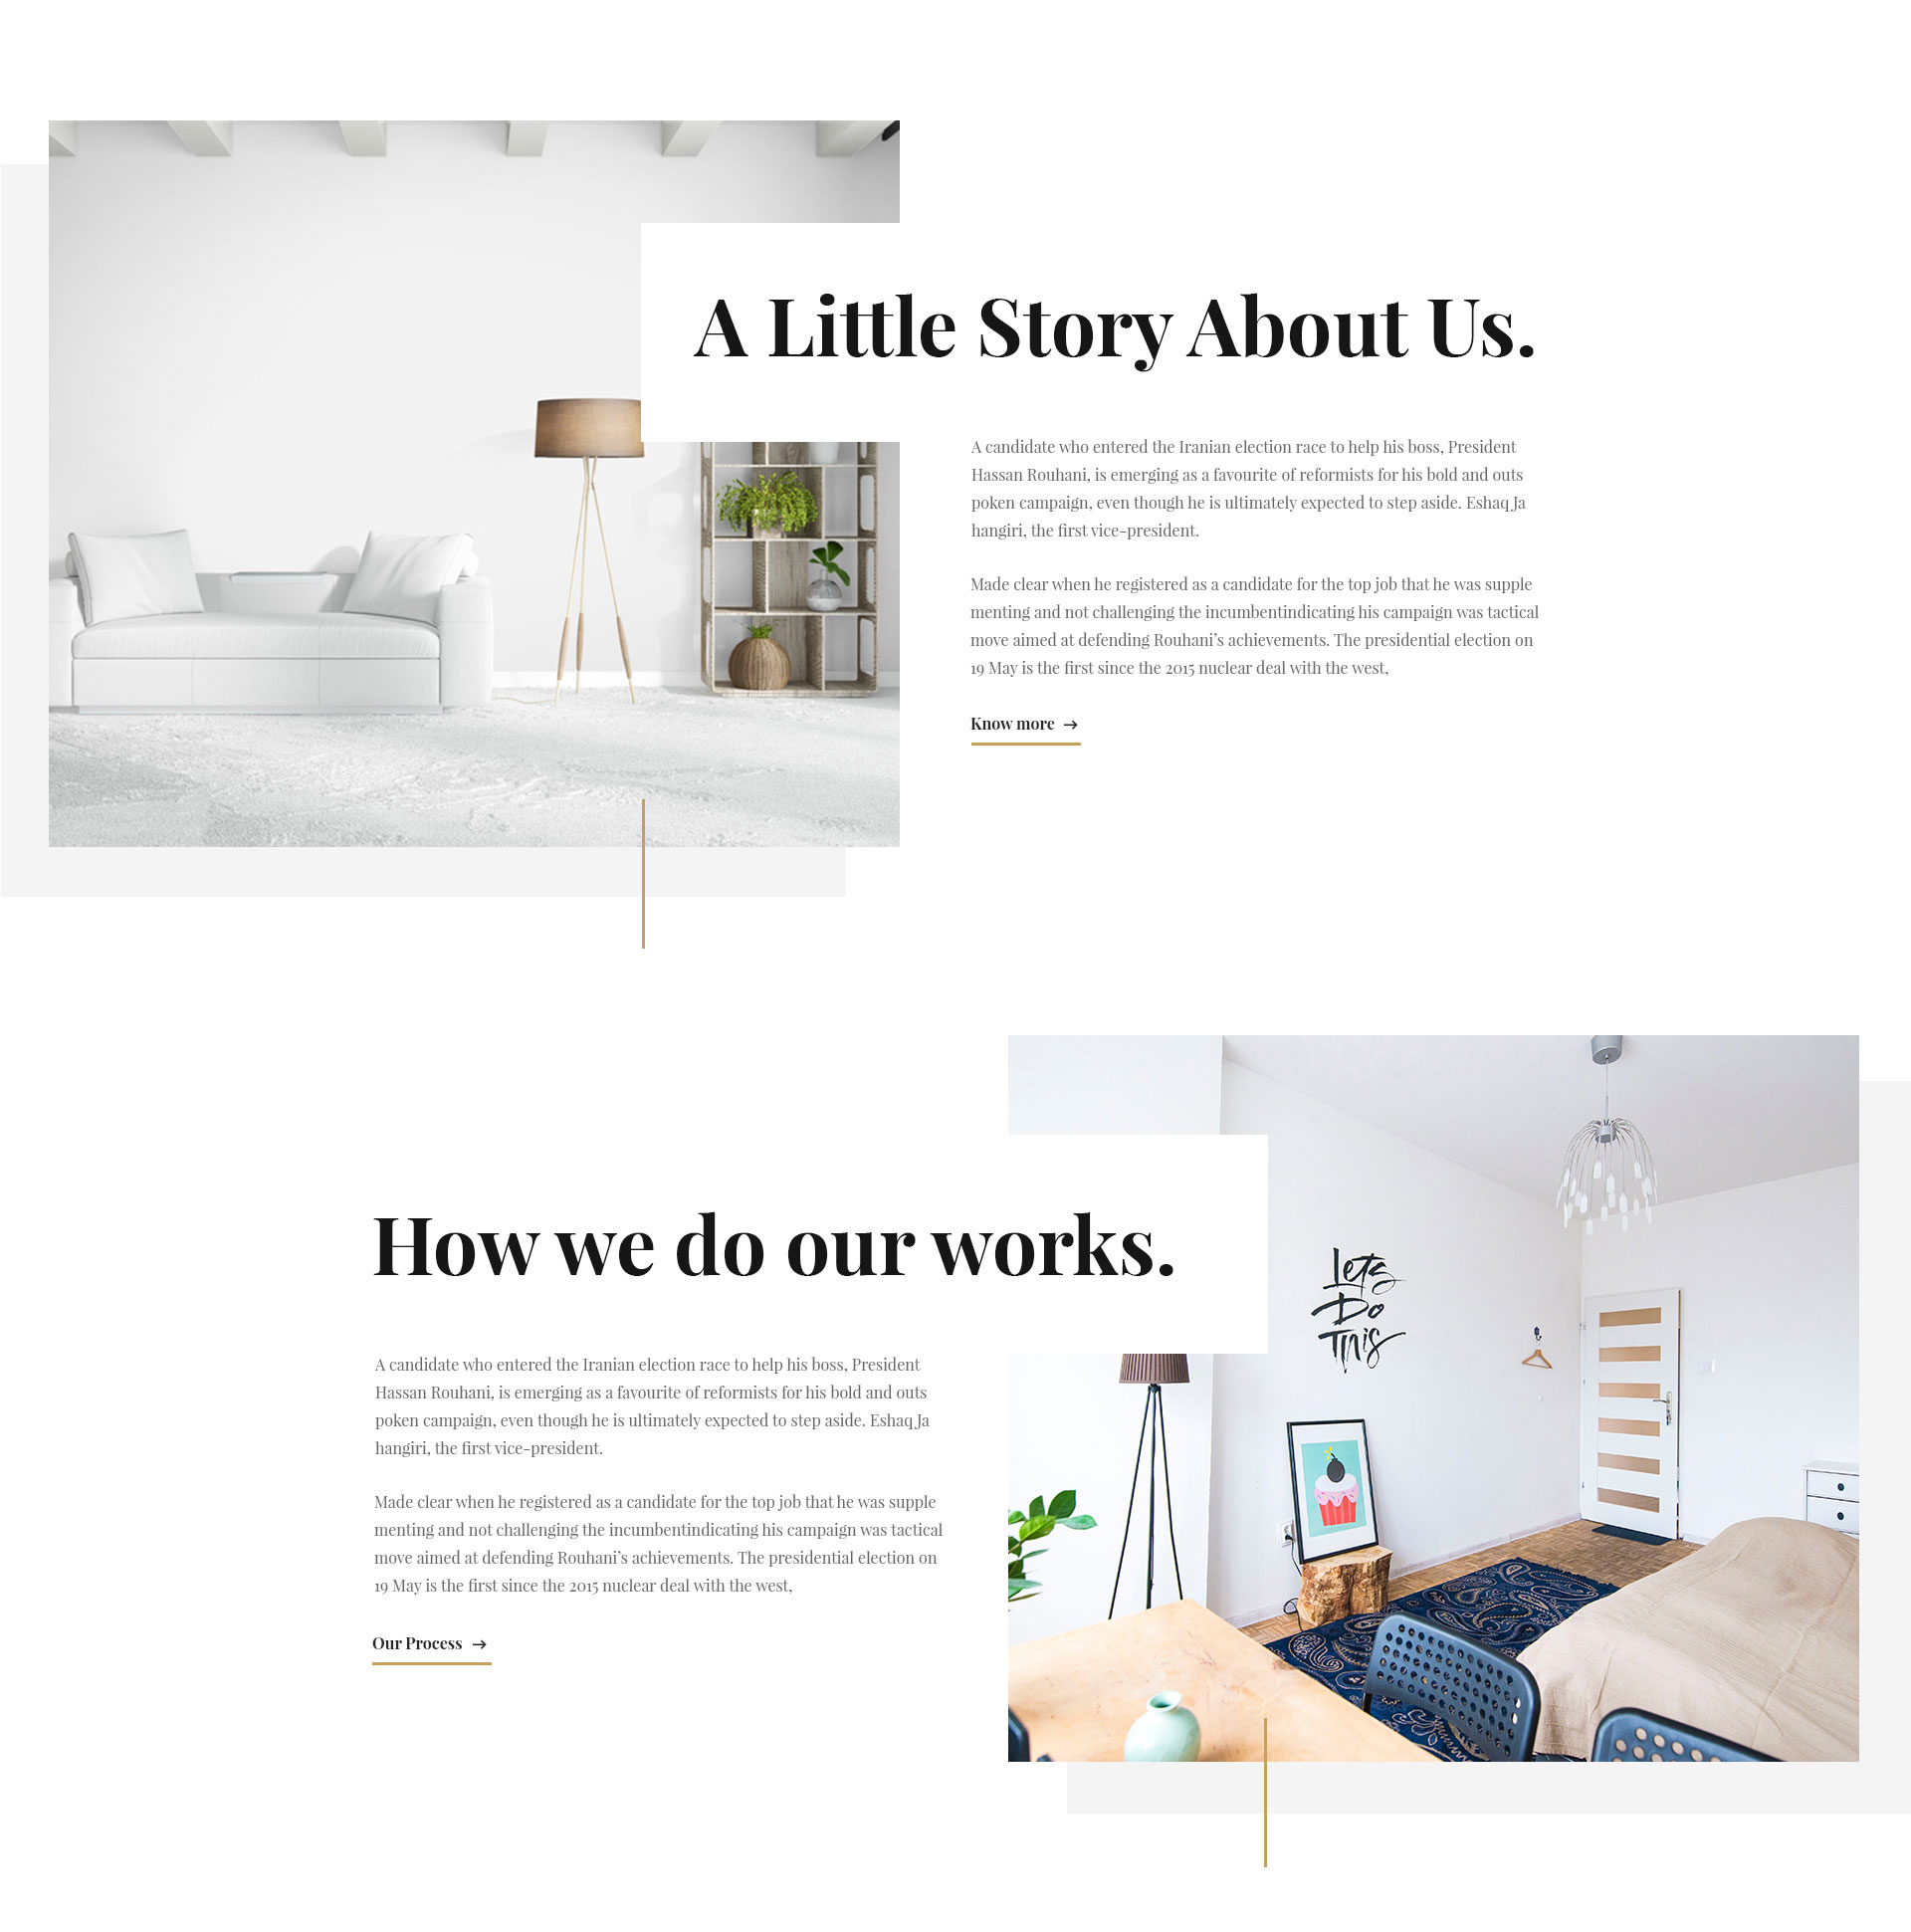 A Little Story About Us.
A candidate who entered the Iranian election race to help his boss, President
Hassan Rouhani, is emerging as a favourite of reformists for his bold and outs
poken campaign, even though he is ultimately expected to step aside. Eshaq Ja
hangiri, the first vice-president.
Made clear when he registered as a candidate for the top job that he was supple
menting and not challenging the incumbentindicating his campaign was tactical
move aimed at defending Rouhani’s achievements. The presidential election on
19 May is the first since the 2015 nuclear deal with the west,
Know more →
How we do our works.
Lets
Do
This
A candidate who entered the Iranian election race to help his boss, President
Hassan Rouhani, is emerging as a favourite of reformists for his bold and outs
poken campaign, even though he is ultimately expected to step aside. Eshaq Ja
hangiri, the first vice-president.
Made clear when he registered as a candidate for the top job that he was supple
menting and not challenging the incumbentindicating his campaign was tactical
move aimed at defending Rouhani’s achievements. The presidential election on
19 May is the first since the 2015 nuclear deal with the west,
Our Process →